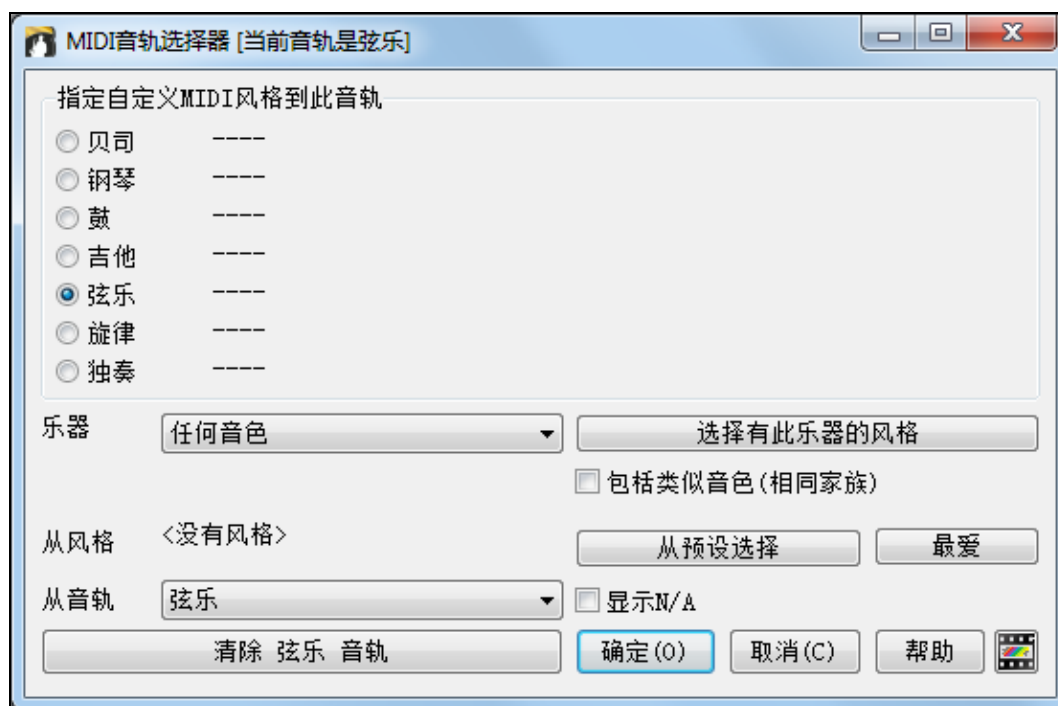 MIDI音轨选择器 [当前音轨是弦乐]
指定自定义MIDI风格到此音轨
贝司 ----
钢琴 ----
鼓 ----
吉他 ----
弦乐 ----
旋律 ----
独奏 ----
乐器 任何音色 选择有此乐器的风格
包括类似音色(相同家族)
从风格 <没有风格> 从预设选择 最爱
从音轨 弦乐 显示N/A
清除 弦乐 音轨 确定(O) 取消(C) 帮助